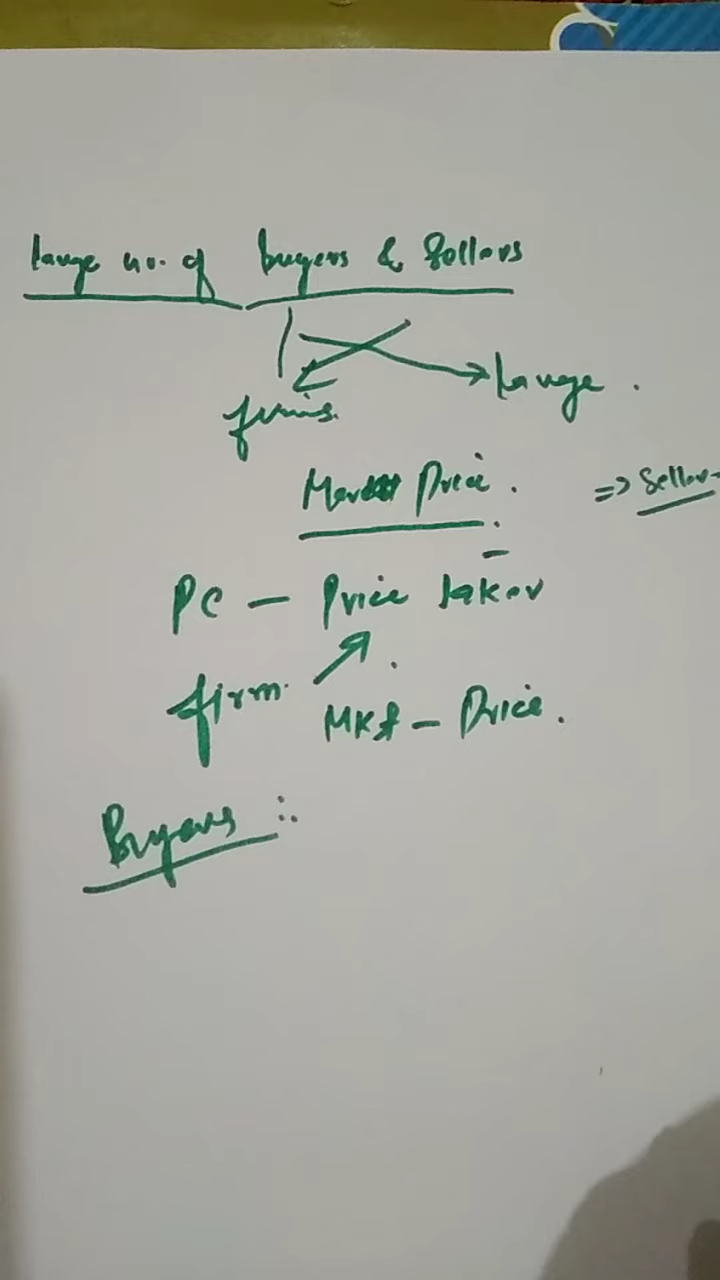 large no. of buyers & Sellers
large.
firms.
Market Price. => Seller
PC - Price taker
firm.
Mkt - Price.
Buyers :.